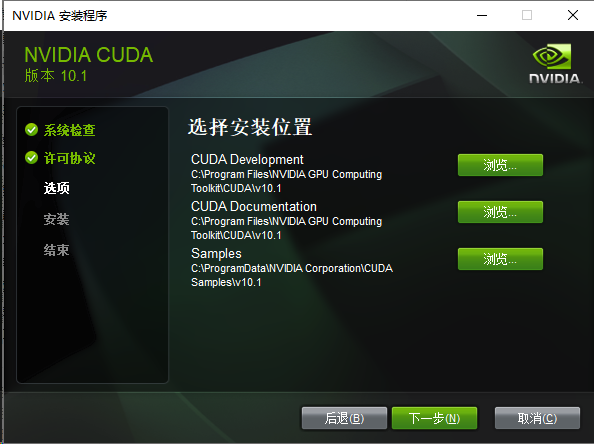 NVIDIA 安装程序
NVIDIA CUDA
版本 10.1
NVIDIA.
系统检查
许可协议
选项
安装
结束
选择安装位置
CUDA Development
C:\Program Files\NVIDIA GPU Computing
Toolkit\CUDA\v10.1
浏览...
CUDA Documentation
C:\Program Files\NVIDIA GPU Computing
Toolkit\CUDA\v10.1
浏览...
Samples
C:\ProgramData\NVIDIA Corporation\CUDA
Samples\v10.1
浏览...
后退(B) 下一步(N) 取消(C)